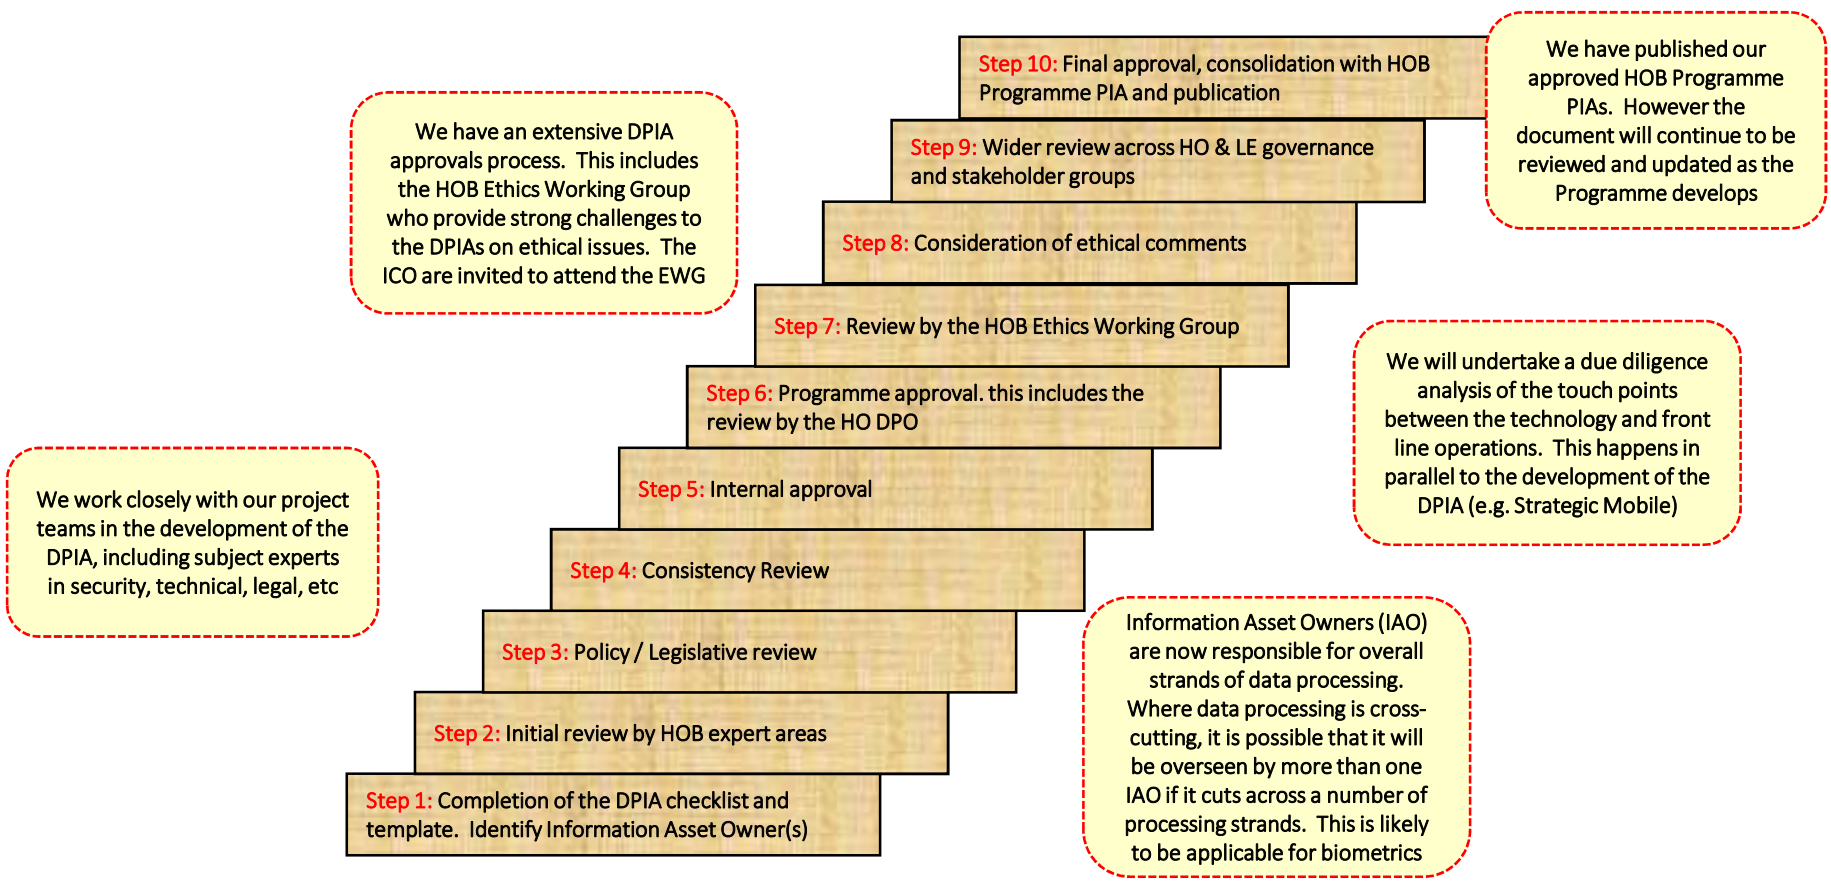 Step 10: Final approval, consolidation with HOB
Programme PIA and publication
We have published our
approved HOB Programme
PIAs.  However the
document will continue to be
reviewed and updated as the
Programme develops
We have an extensive DPIA
approvals process.  This includes
the HOB Ethics Working Group
who provide strong challenges to
the DPIAs on ethical issues.  The
ICO are invited to attend the EWG
Step 9: Wider review across HO & LE governance
and stakeholder groups
Step 8: Consideration of ethical comments
Step 7: Review by the HOB Ethics Working Group
We will undertake a due diligence
analysis of the touch points
between the technology and front
line operations.  This happens in
parallel to the development of the
DPIA (e.g. Strategic Mobile)
Step 6: Programme approval. this includes the
review by the HO DPO
Step 5: Internal approval
We work closely with our project
teams in the development of the
DPIA, including subject experts
in security, technical, legal, etc
Step 4: Consistency Review
Step 3: Policy / Legislative review
Information Asset Owners (IAO)
are now responsible for overall
strands of data processing.
Where data processing is cross-
cutting, it is possible that it will
be overseen by more than one
IAO if it cuts across a number of
processing strands.  This is likely
to be applicable for biometrics
Step 2: Initial review by HOB expert areas
Step 1: Completion of the DPIA checklist and
template.  Identify Information Asset Owner(s)